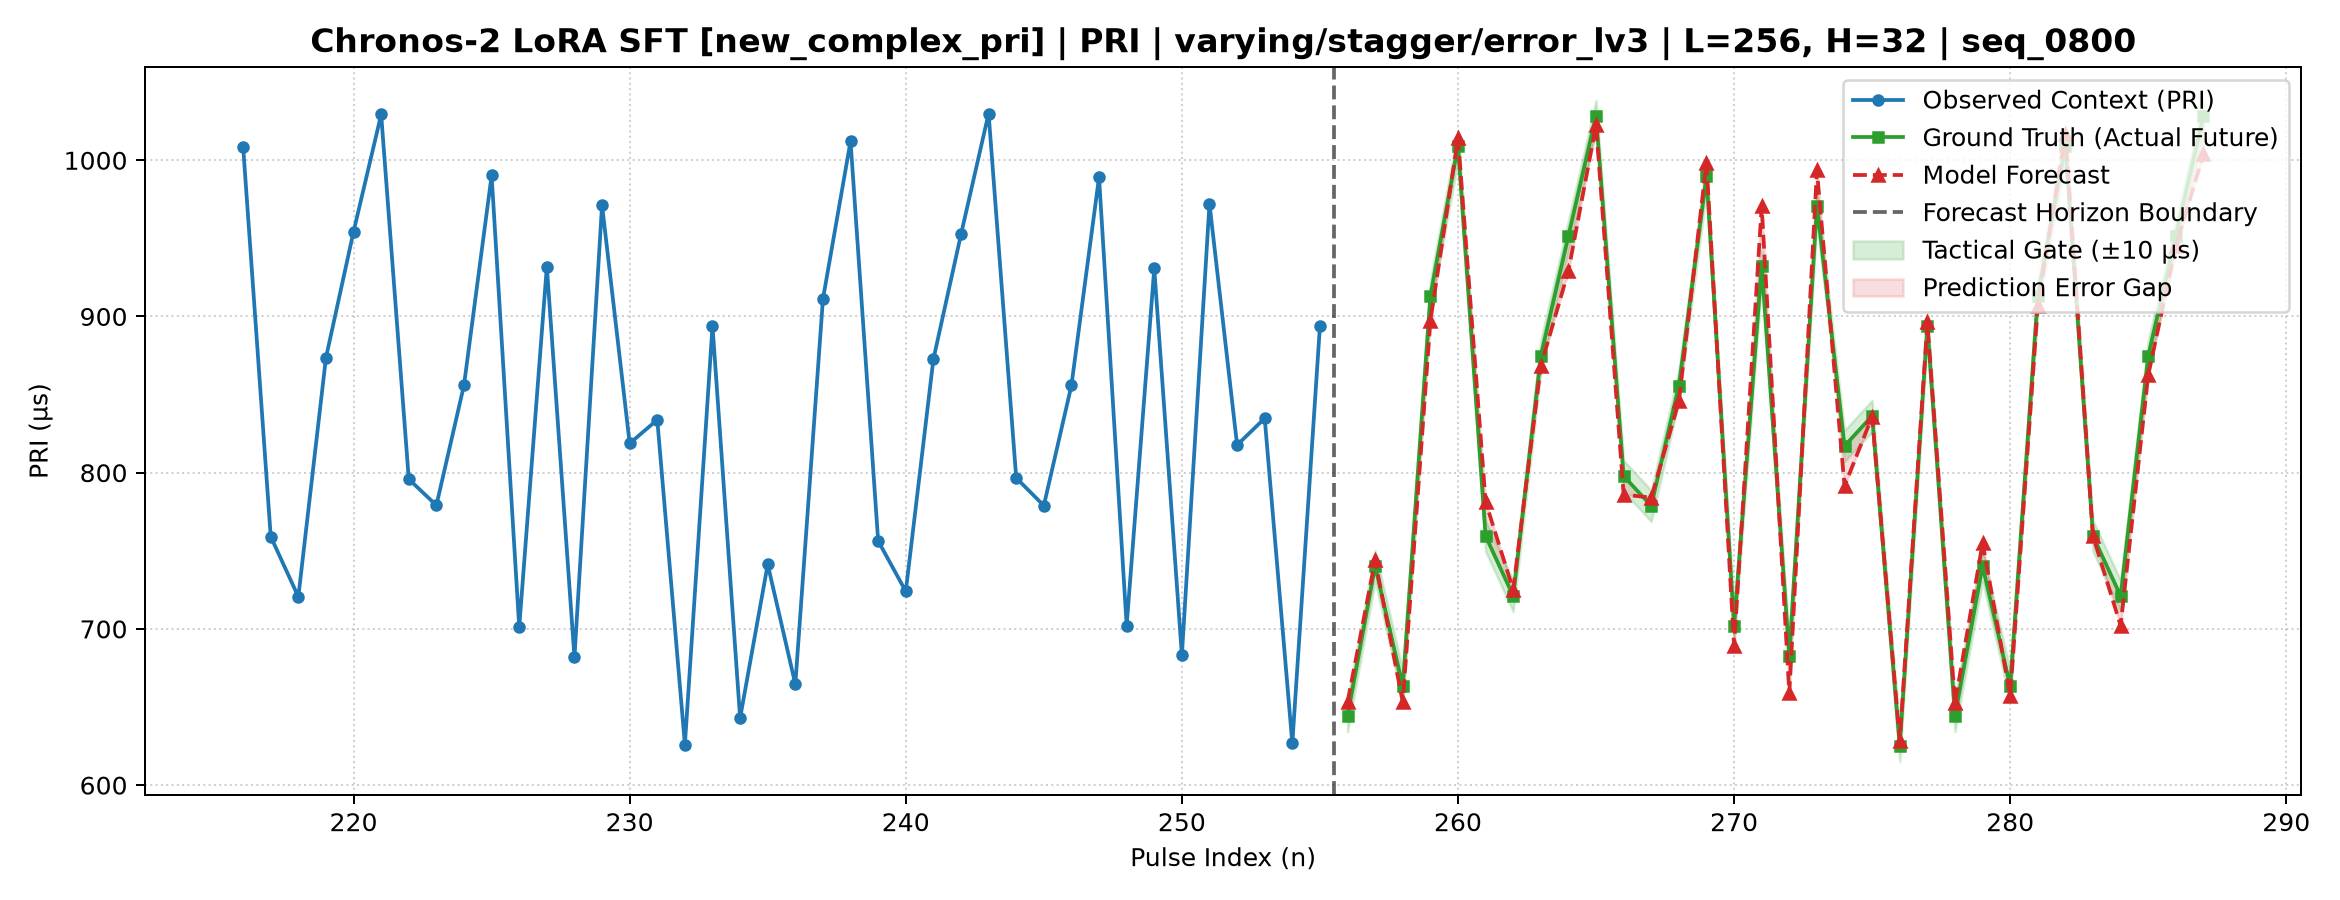 Chronos-2 LoRA SFT [new_complex_pri] | PRI | varying/stagger/error_lv3 | L=256, H=32 | seq_0800
Observed Context (PRI)
Ground Truth (Actual Future)
Model Forecast
Forecast Horizon Boundary
Tactical Gate (±10 μs)
Prediction Error Gap
PRI (μs)
1000
900
800
700
600
220 230 240 250 260 270 280 290
Pulse Index (n)